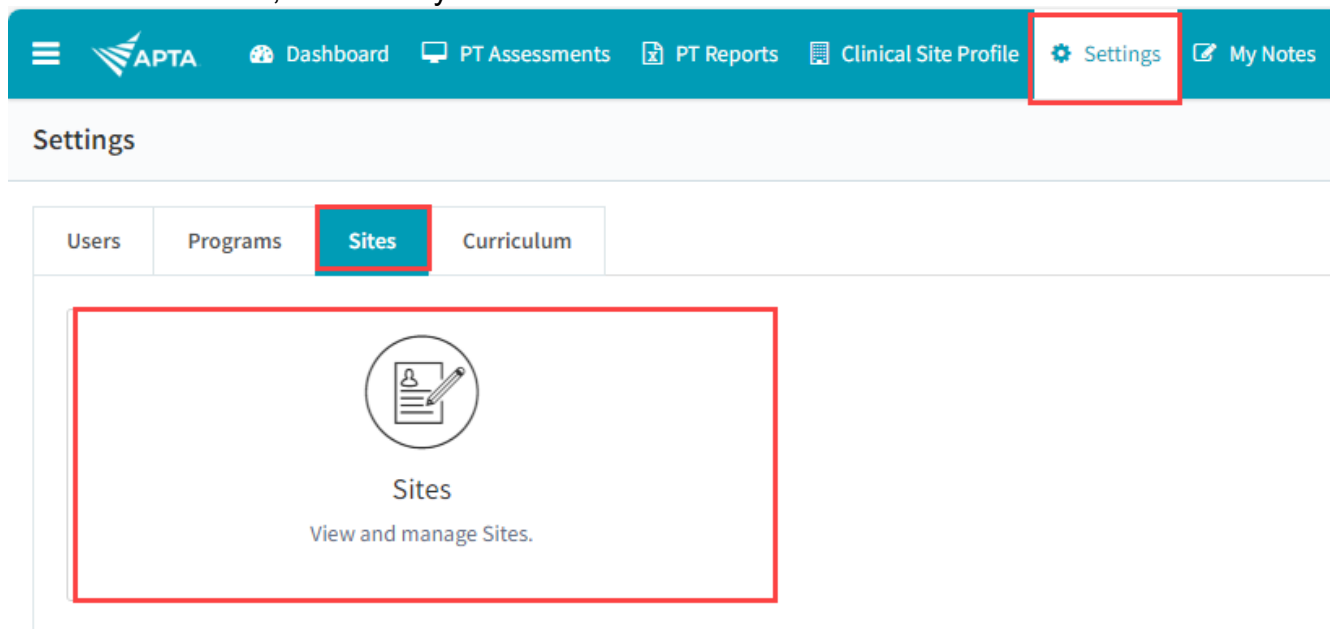 APTA Dashboard PT Assessments PT Reports Clinical Site Profile Settings My Notes
Settings
Users Programs Sites Curriculum
Sites
View and manage Sites.